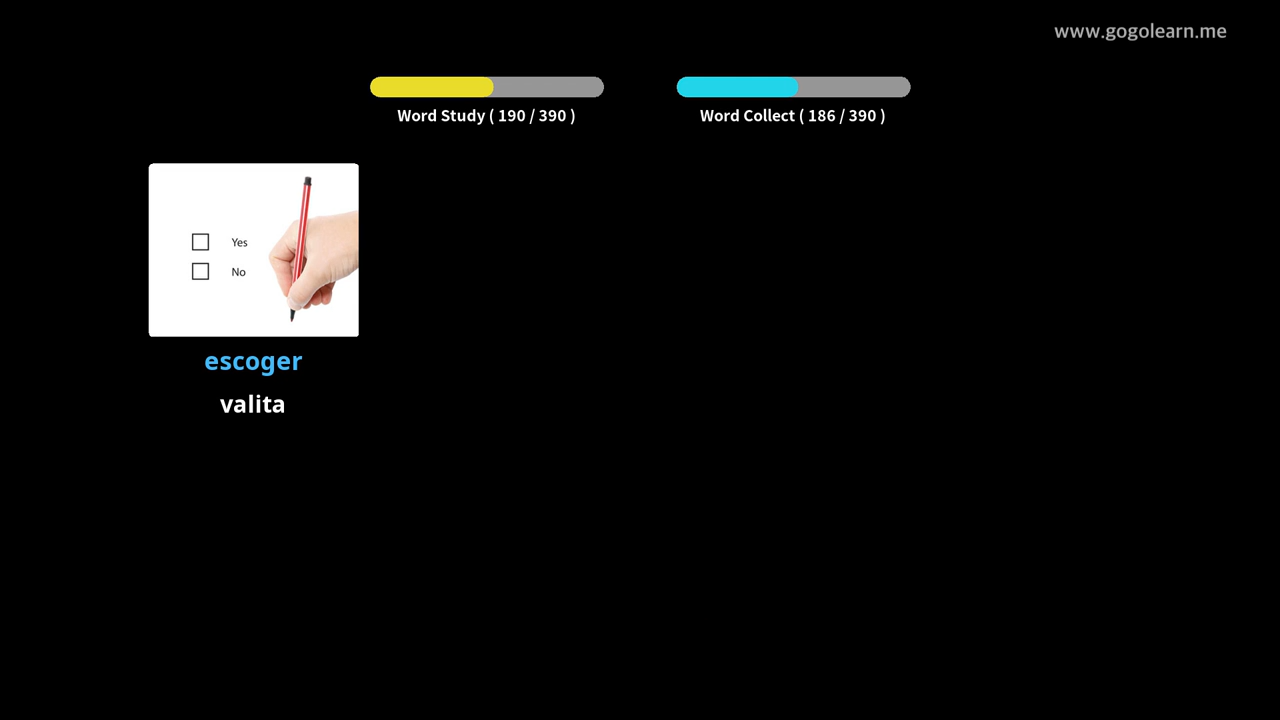 www.gogolearn.me
Word Study ( 190 / 390 )
Word Collect ( 186 / 390 )
Yes
No
escoger
valita